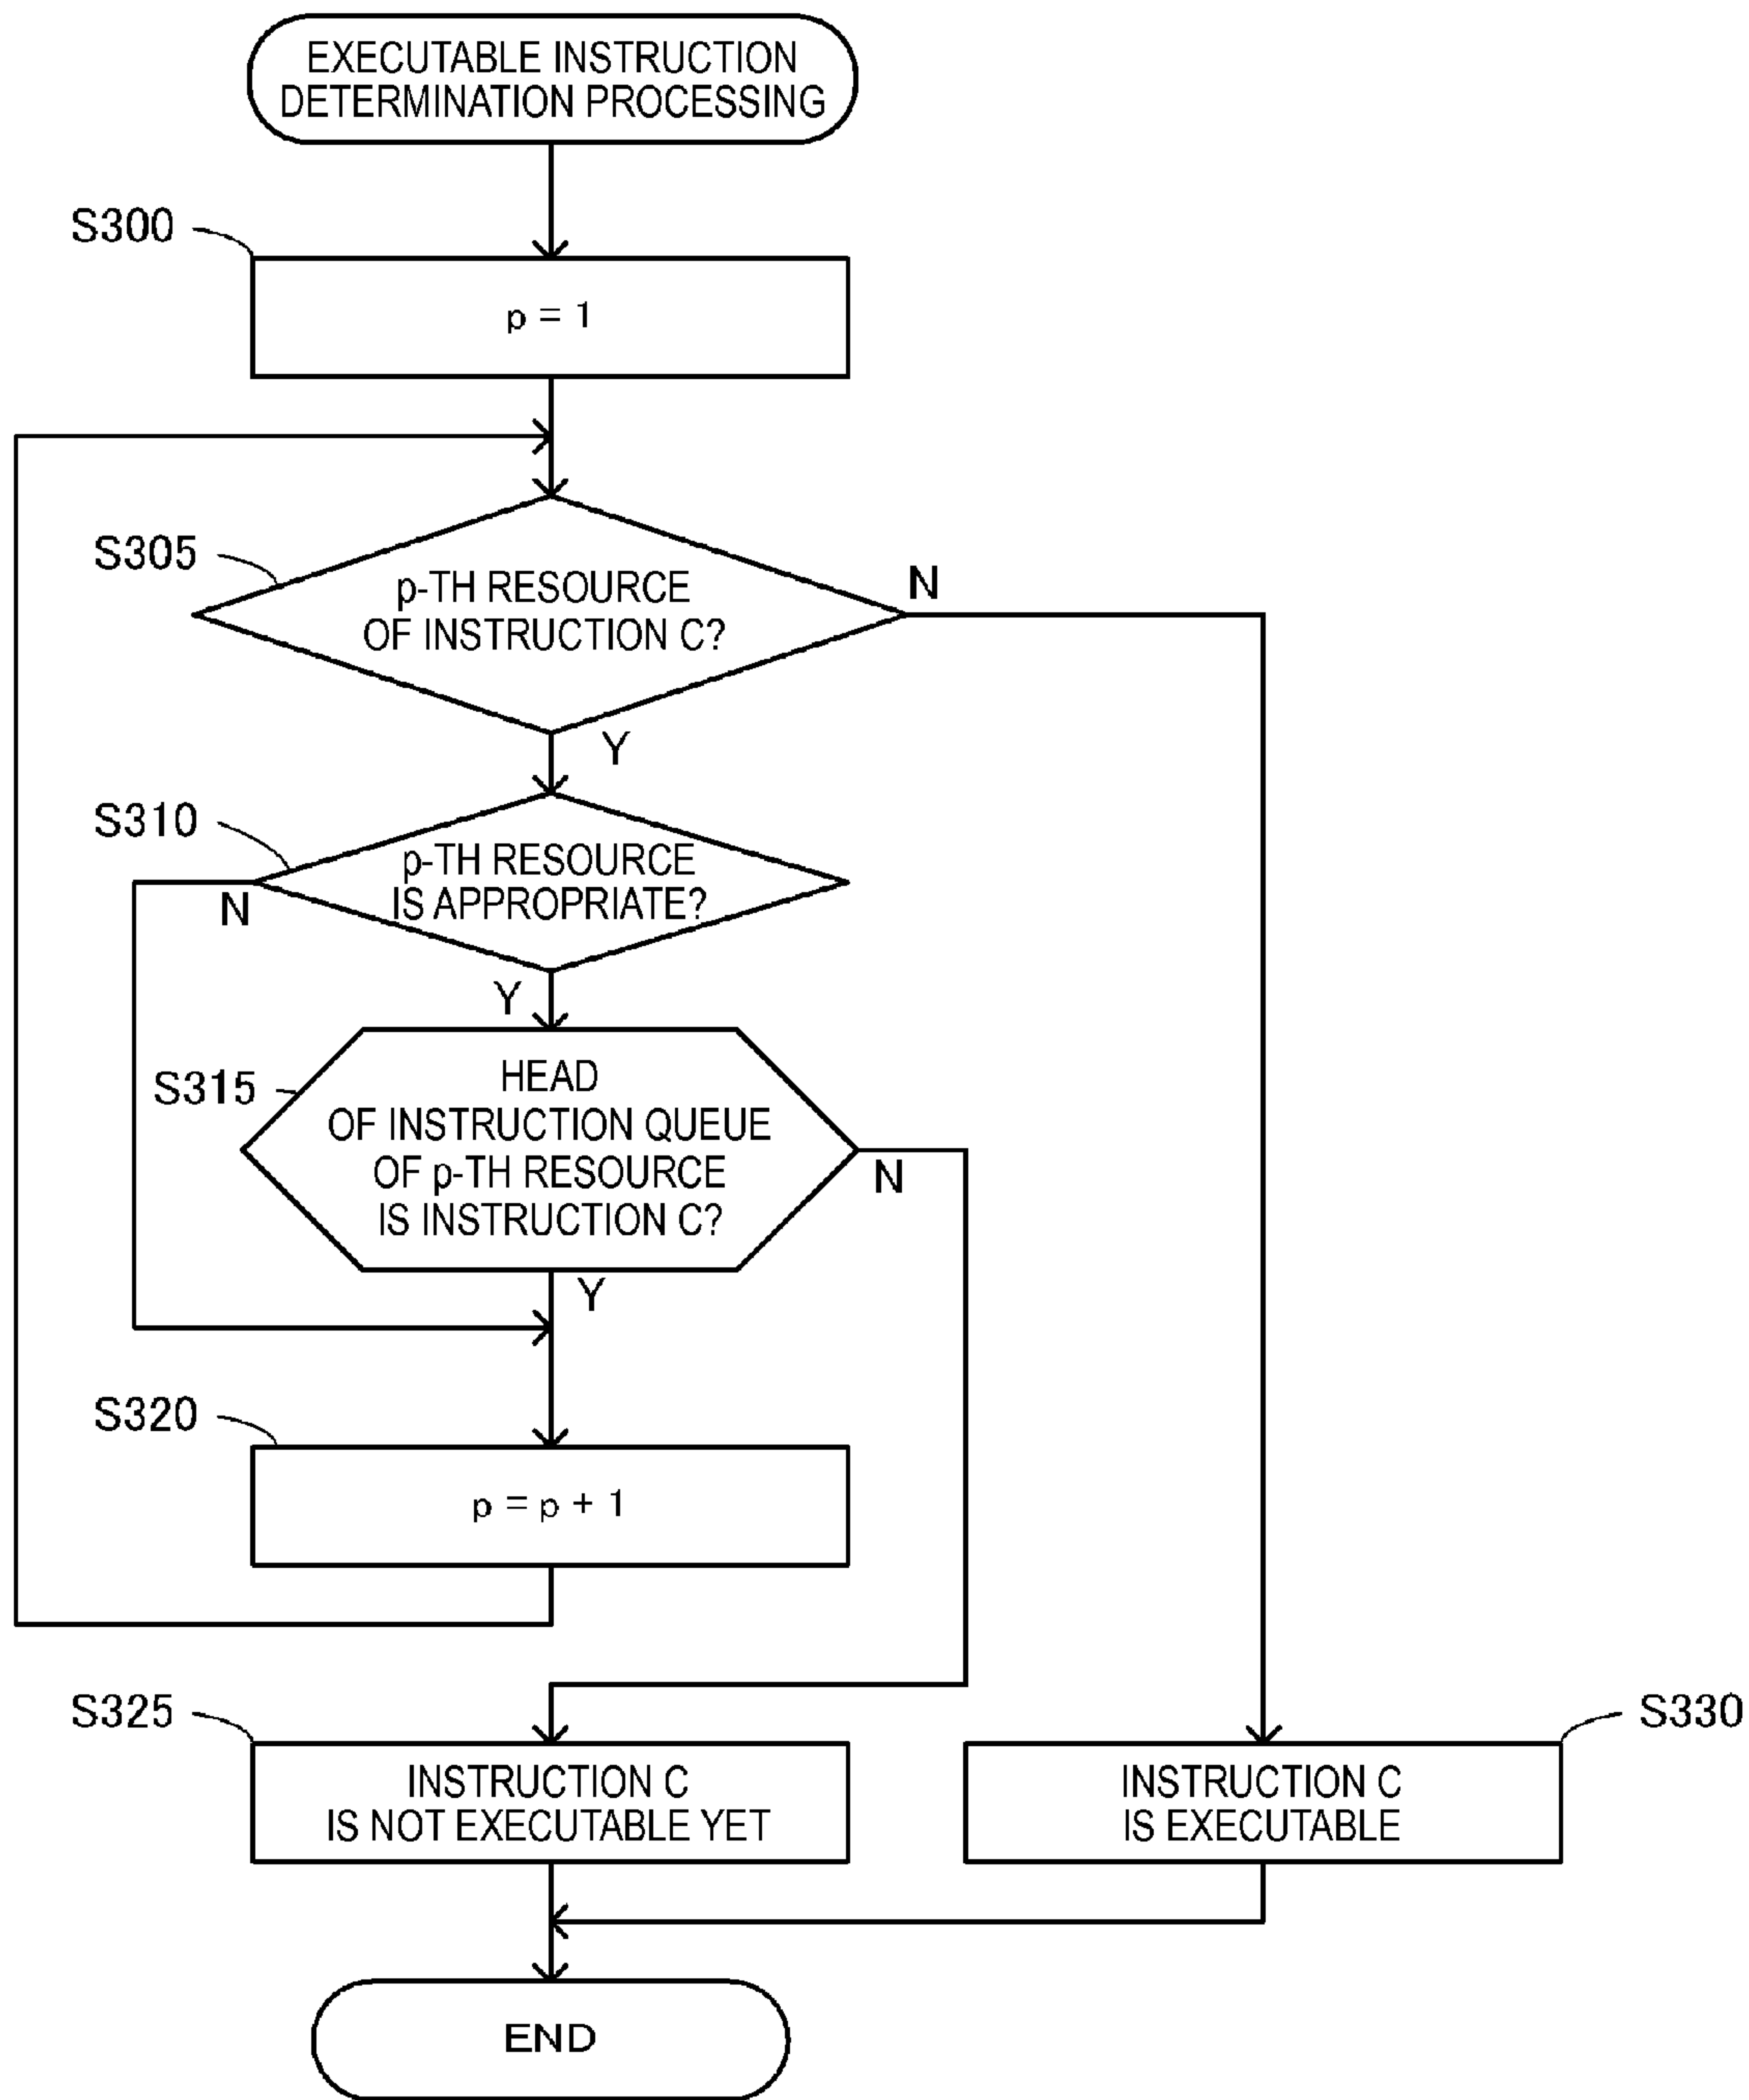 EXECUTABLE INSTRUCTION
DETERMINATION PROCESSING
S300
p = 1
S305
p-TH RESOURCE
OF INSTRUCTION C?
N
Y
S310
p-TH RESOURCE
IS APPROPRIATE?
N
Y
S315
HEAD
OF INSTRUCTION QUEUE
OF p-TH RESOURCE
IS INSTRUCTION C?
N
Y
S320
p = p + 1
S325
INSTRUCTION C
IS NOT EXECUTABLE YET
S330
INSTRUCTION C
IS EXECUTABLE
END